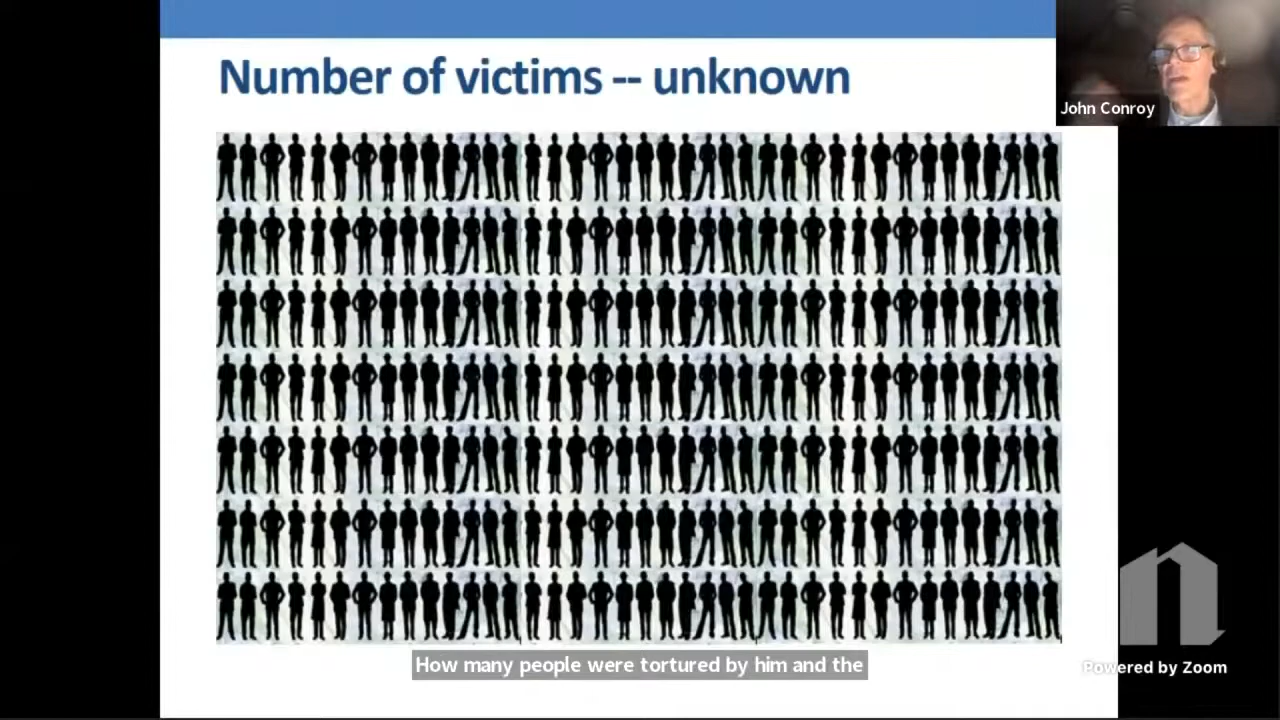 Number of victims -- unknown
John Conroy
How many people were tortured by him and the
Powered by Zoom